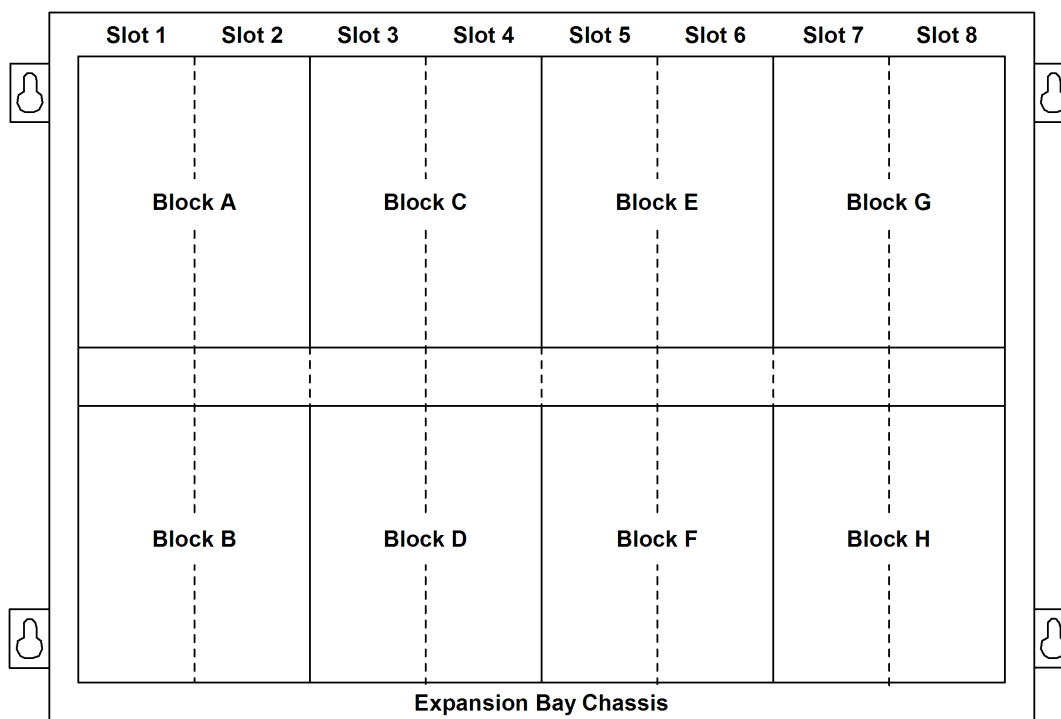 Slot 1 Slot 2 Slot 3 Slot 4 Slot 5 Slot 6 Slot 7 Slot 8
Block A Block C Block E Block G
Block B Block D Block F Block H
Expansion Bay Chassis